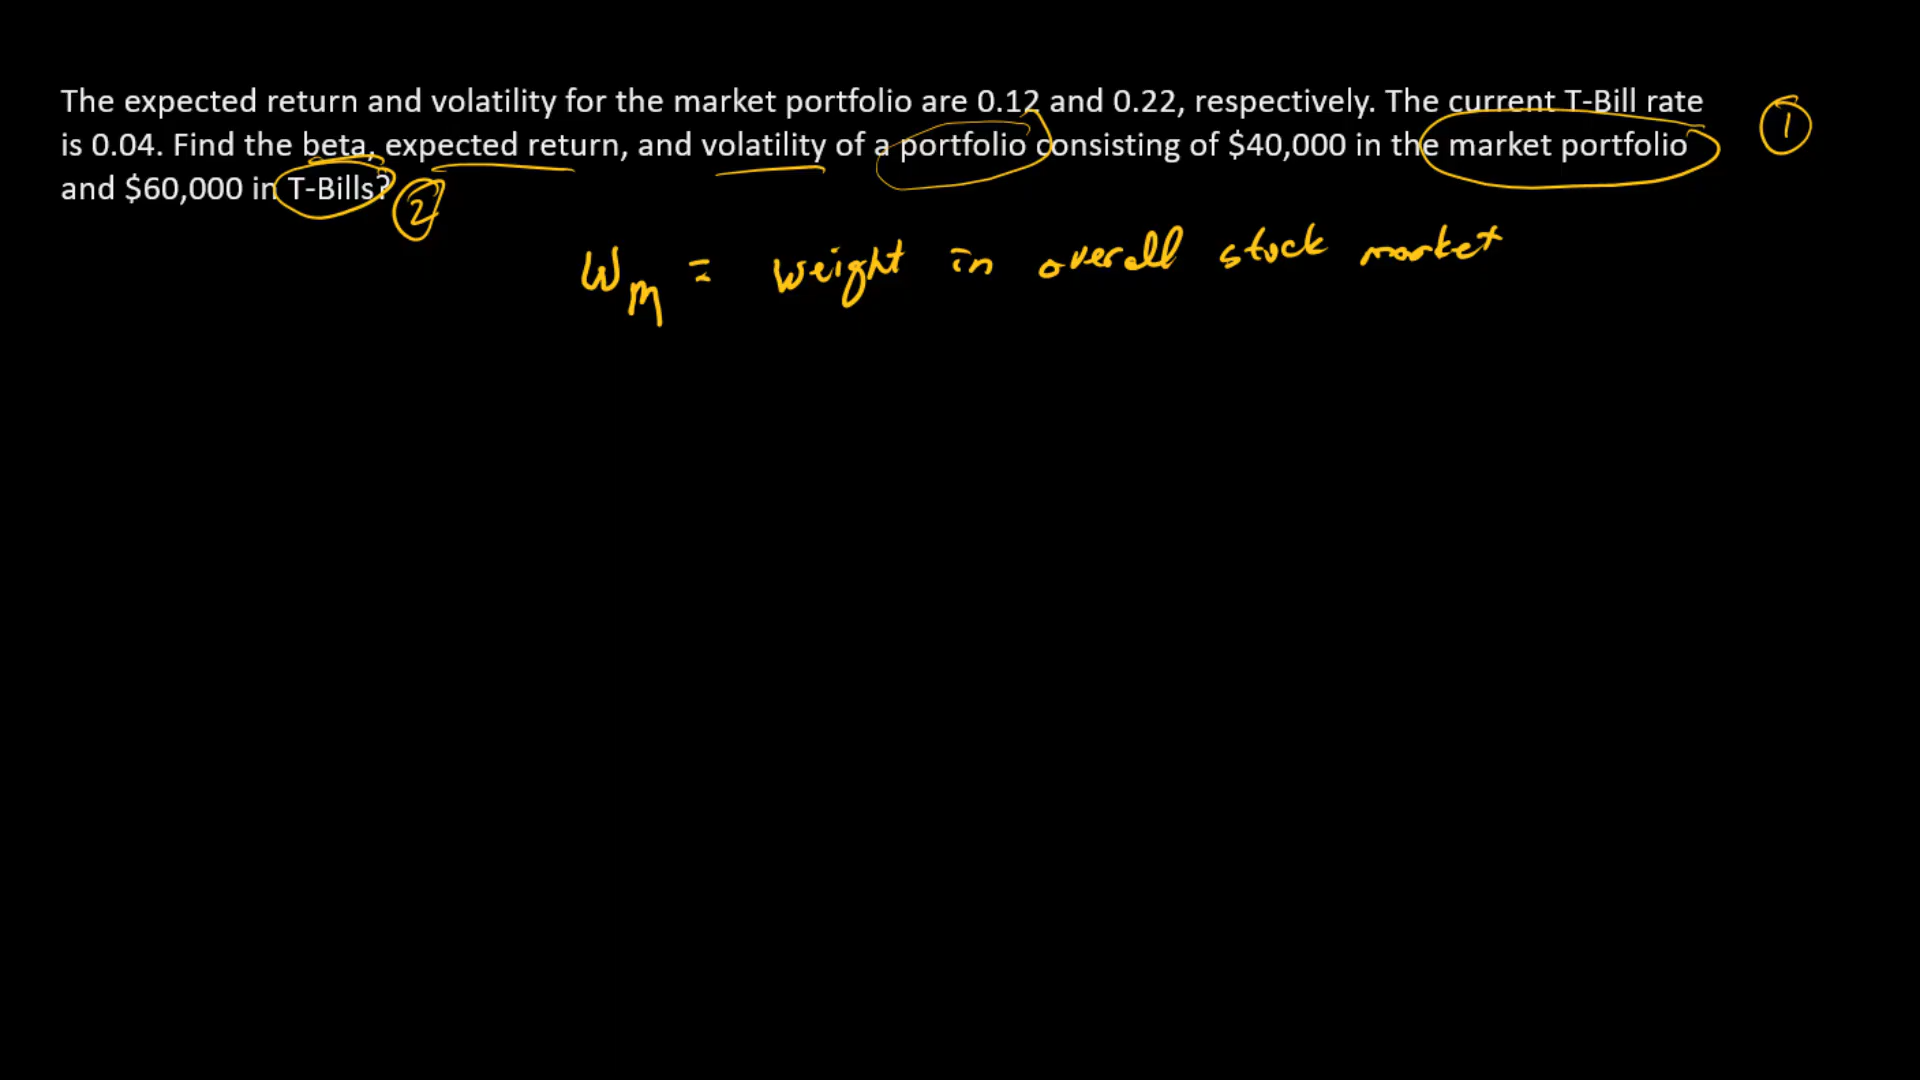 The expected return and volatility for the market portfolio are 0.12 and 0.22, respectively. The current T-Bill rate
is 0.04. Find the beta, expected return, and volatility of a portfolio consisting of $40,000 in the market portfolio
and $60,000 in T-Bills?
1
2
WM = weight in overall stock market